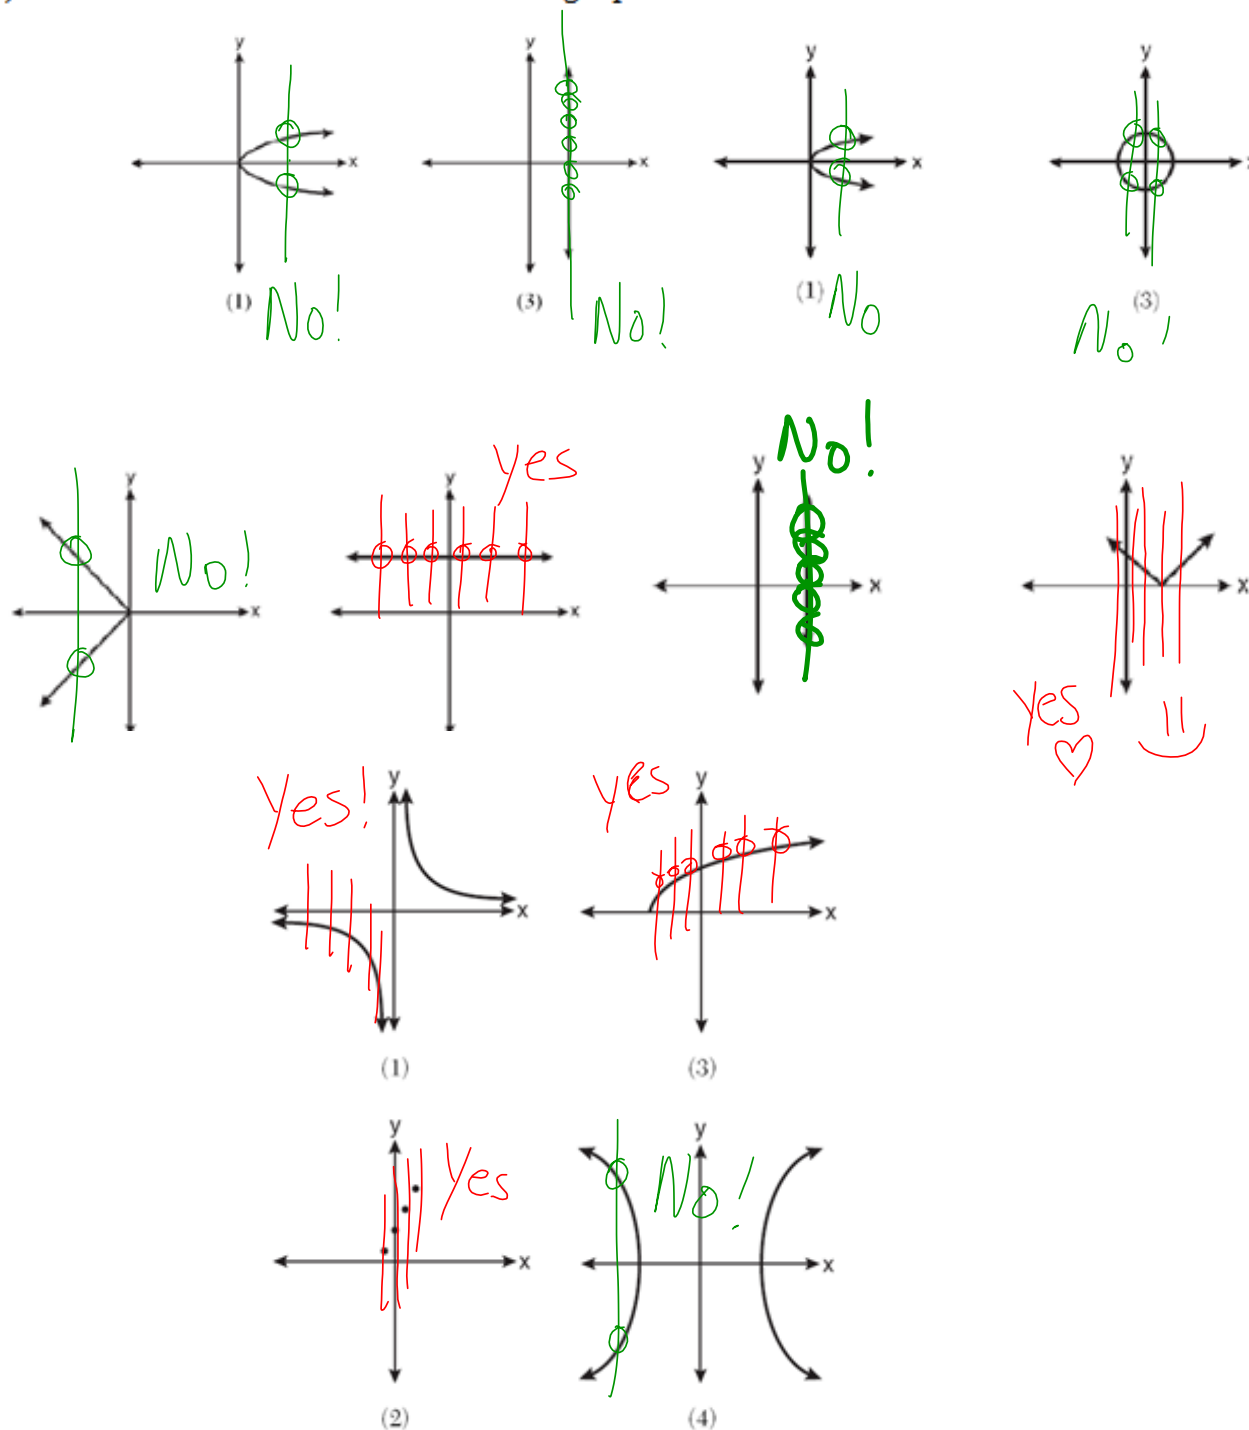 y y y y
x x x
(1) No! (3) No! (1) No (3) No!
No!
y No! y yes y y
x x x x
yes
Yes! y yes y
x x
(1) (3)
y Yes y No!
x x
(2) (4)